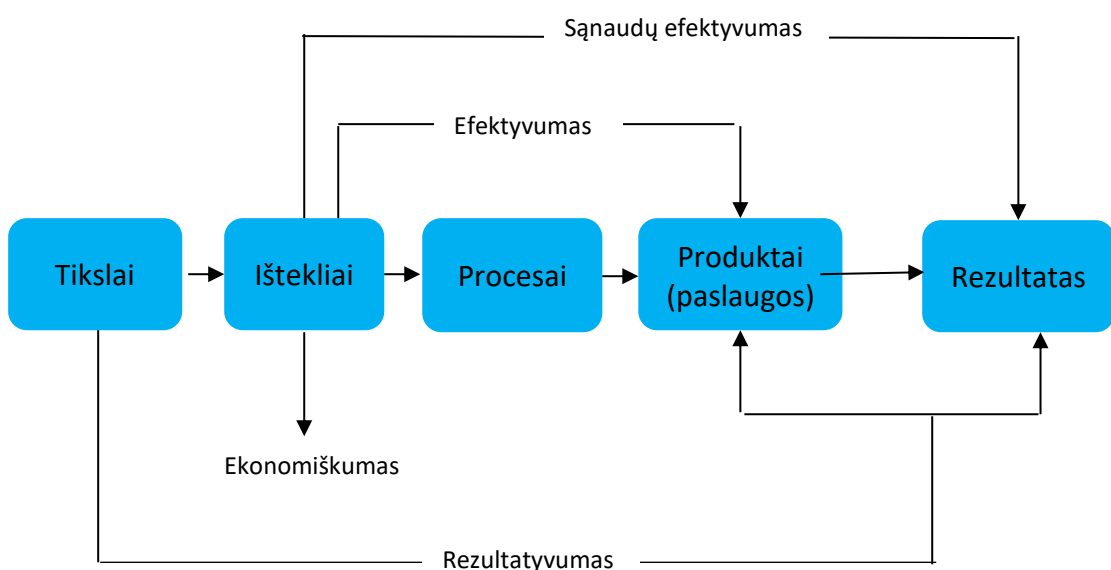 Sąnaudų efektyvumas
Efektyvumas
Tikslai
Ištekliai
Procesai
Produktai
(paslaugos)
Rezultatas
Ekonomiškumas
Rezultatyvumas